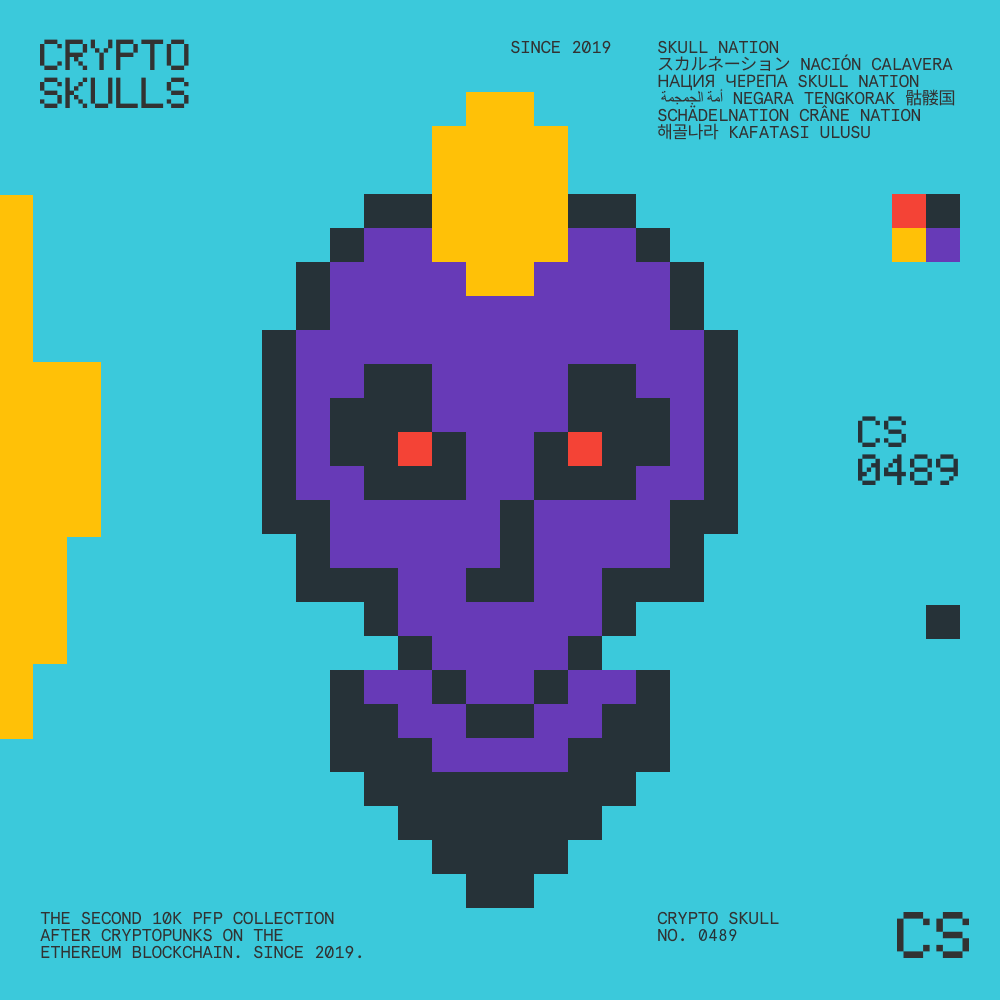 CRYPTO
SKULLS
SINCE 2019
SKULL NATION
スカルネーション NACIÓN CALAVERA
НАЦИЯ ЧЕРЕПА SKULL NATION
أمة الجمجمة NEGARA TENGKORAK 骷髅国
SCHÄDELNATION CRÂNE NATION
해골나라 KAFATASI ULUSU
CS
0489
THE SECOND 10K PFP COLLECTION
AFTER CRYPTOPUNKS ON THE
ETHEREUM BLOCKCHAIN. SINCE 2019.
CRYPTO SKULL
NO. 0489
CS